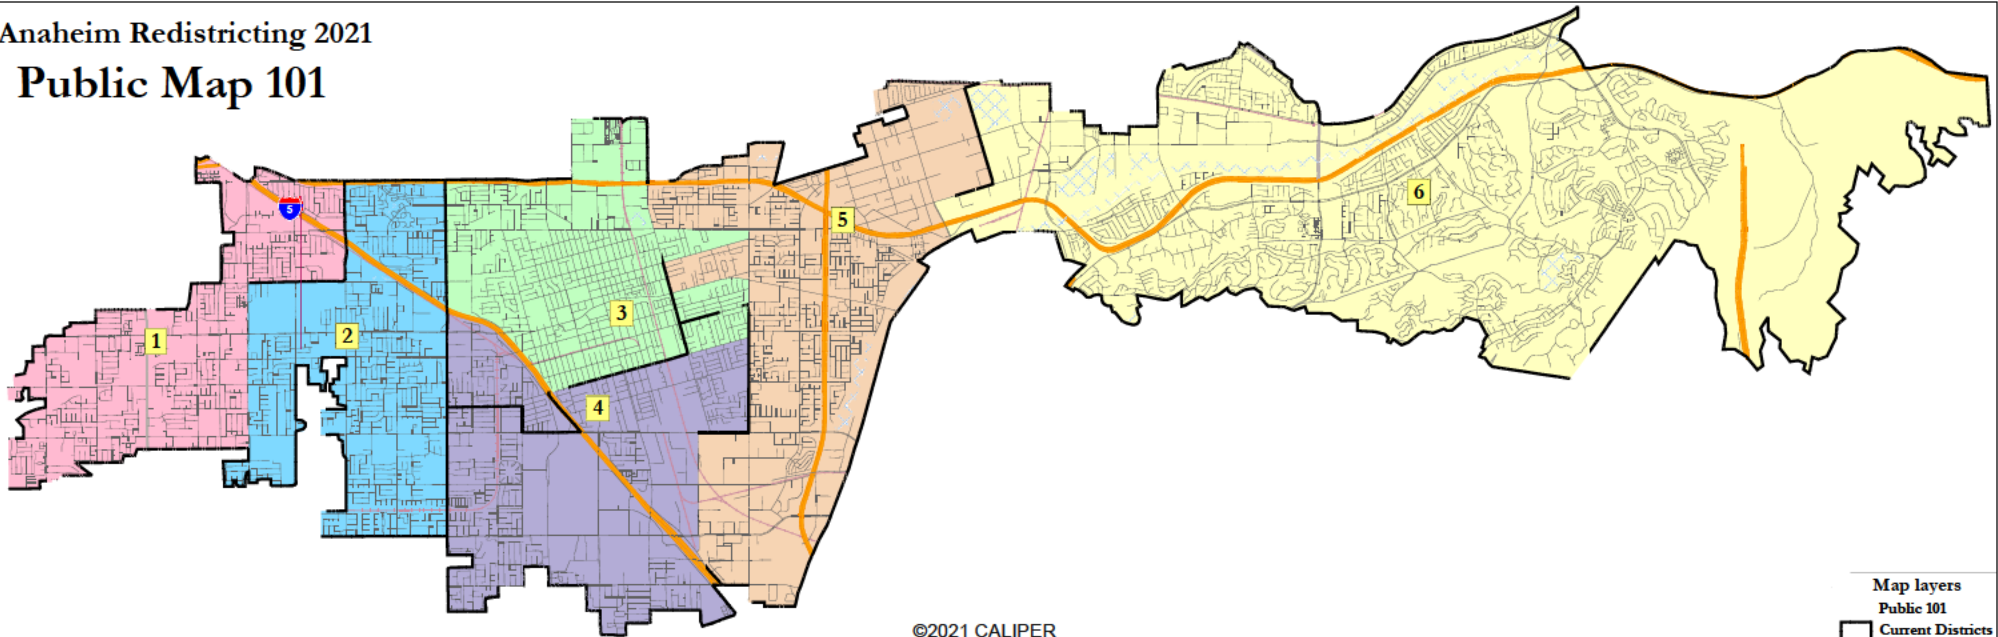 Anaheim Redistricting 2021
Public Map 101
5
1
2
3
4
5
6
Map layers
Public 101
Current Districts
©2021 CALIPER